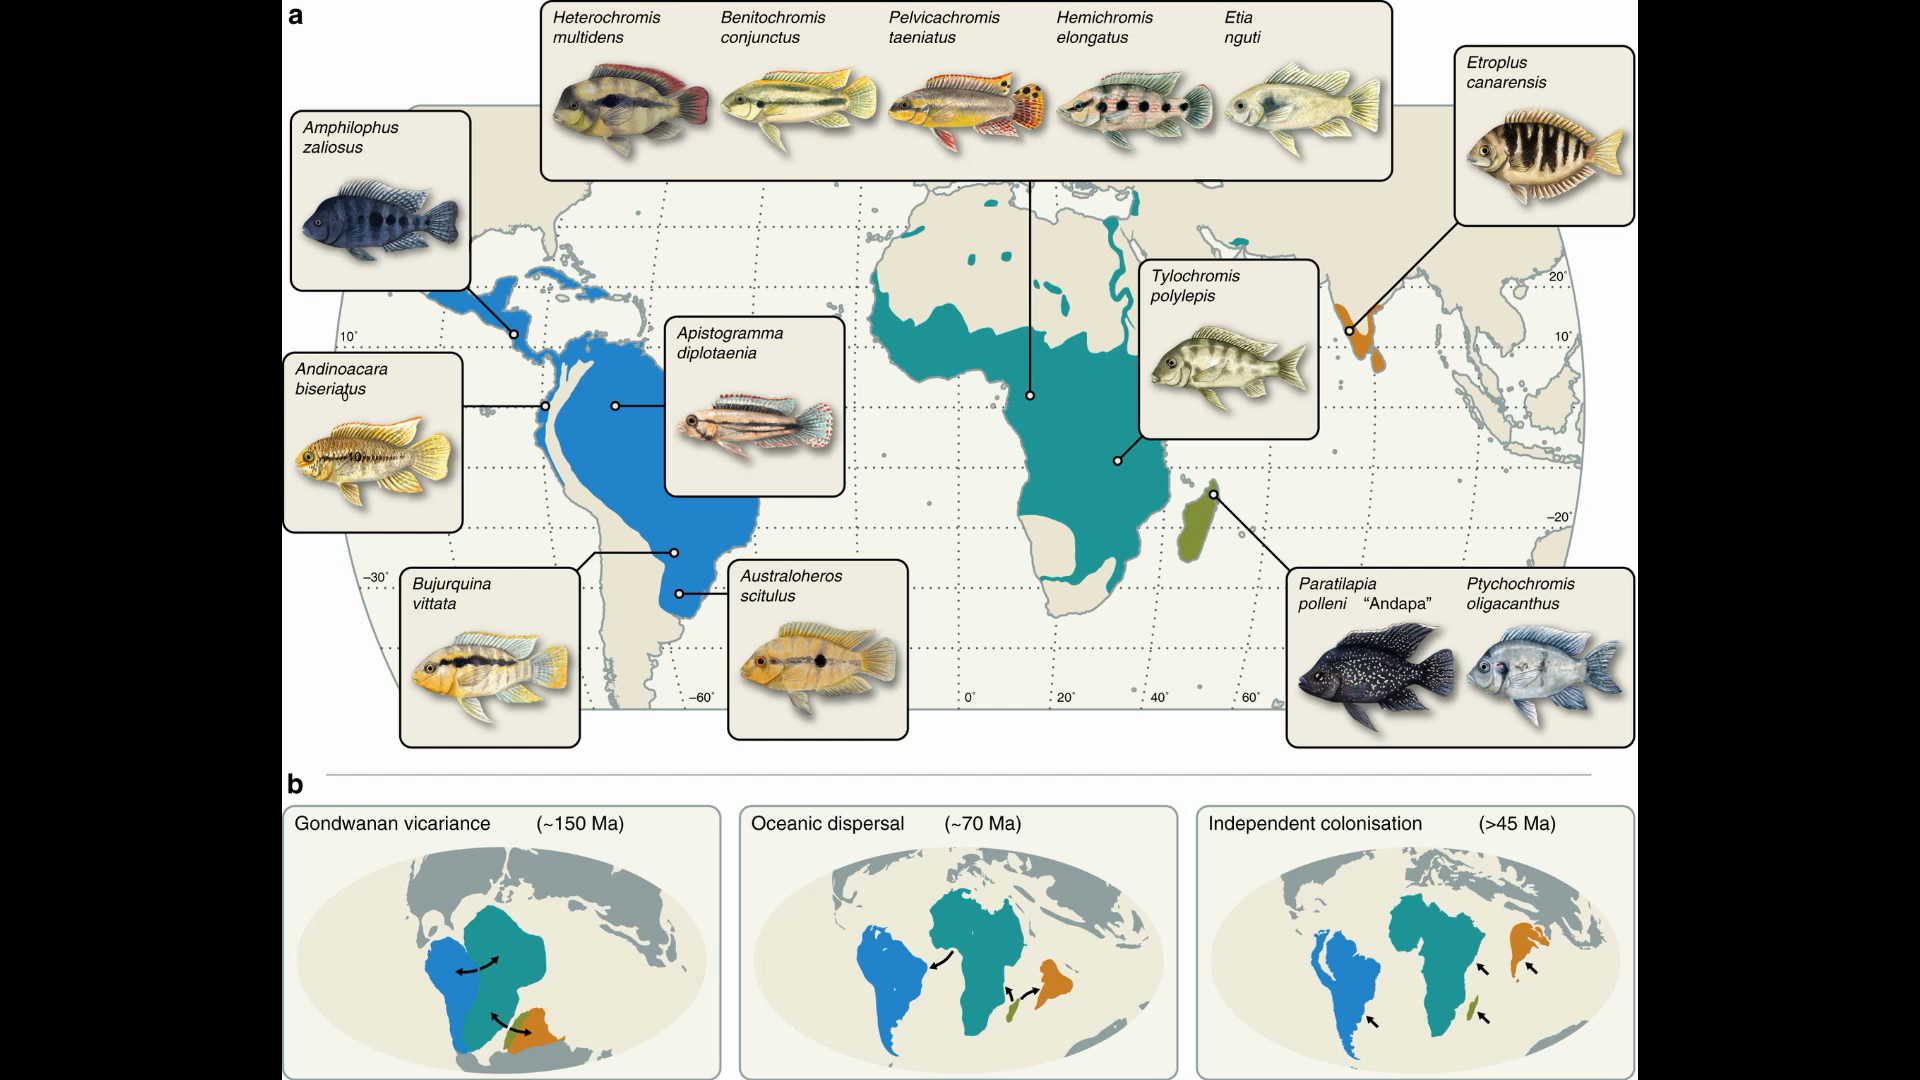 a
Heterochromis
multidens
Benitochromis
conjunctus
Pelvicachromis
taeniatus
Hemichromis
elongatus
Etia
nguti
Etroplus
canarensis
Amphilophus
zaliosus
Tylochromis
polylepis
Apistogramma
diplotaenia
Andinoacara
biseriatus
20°
10°
10°
0°
–10
–20°
–30°
Bujurquina
vittata
Australoheros
scitulus
Paratilapia
polleni “Andapa”
Ptychochromis
oligacanthus
–60°
0°
20°
40°
60°
b
Gondwanan vicariance (~150 Ma)
Oceanic dispersal (~70 Ma)
Independent colonisation (>45 Ma)